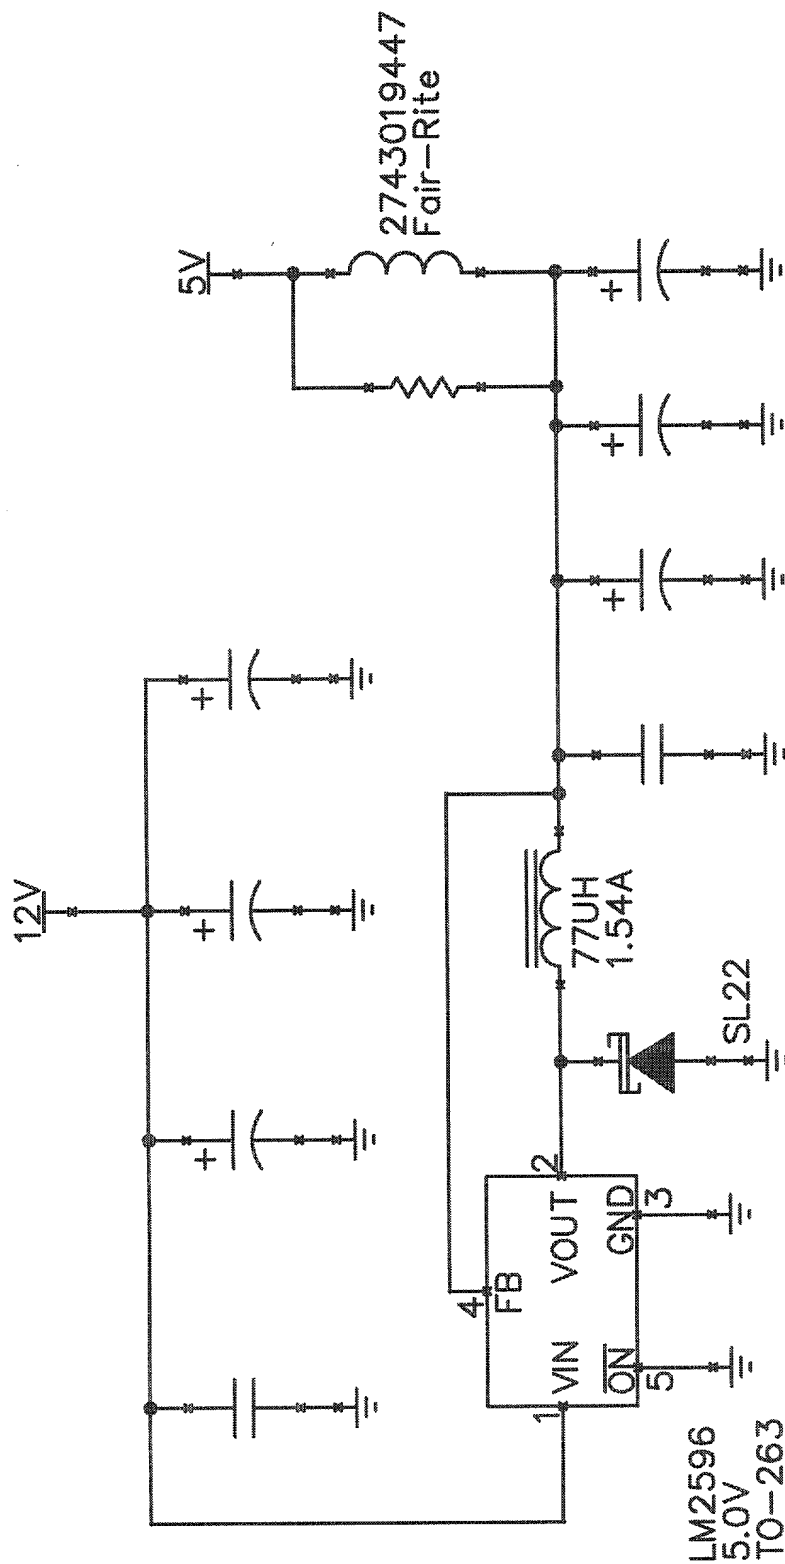 12V
5V
2743019447
Fair-Rite
+
+
+
+
+
+
4
FB
1
VIN
VOUT
2
ON
5
GND
3
77UH
1.54A
SL22
LM2596
5.0V
TO-263